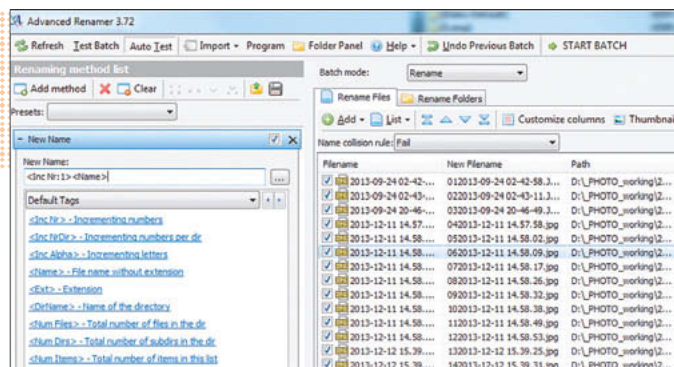 Advanced Renamer 3.72
Refresh Test Batch Auto Test Import Program Folder Panel Help Undo Previous Batch START BATCH
Renaming method list
Add method Clear
Presets:
New Name
New Name:
<Inc Nr:1><Name>
...
Default Tags
<Inc Nr> - Incrementing numbers
<Inc NrDir> - Incrementing numbers per dir
<Inc Alpha> - Incrementing letters
<Name> - File name without extension
<Ext> - Extension
<DirName> - Name of the directory
<Num Files> - Total number of files in the dir
<Num Dirs> - Total number of subdirs in the dir
<Num Items> - Total number of items in this list
Batch mode: Rename
Rename Files Rename Folders
Add List Customize columns Thumbnai
Name collision rule: Fail
Filename New Filename Path
2013-09-24 02-42-... 012013-09-24 02-42-58.J... D:\_PHOTO_working\2...
2013-09-24 02-43-... 022013-09-24 02-43-11.J... D:\_PHOTO_working\2...
2013-09-24 20-46-... 032013-09-24 20-46-49.J... D:\_PHOTO_working\2...
2013-12-11 14.57.... 042013-12-11 14.57.58.jpg D:\_PHOTO_working\2...
2013-12-11 14.58.... 052013-12-11 14.58.02.jpg D:\_PHOTO_working\2...
2013-12-11 14.58.... 062013-12-11 14.58.09.jpg D:\_PHOTO_working\2...
2013-12-11 14.58.... 072013-12-11 14.58.17.jpg D:\_PHOTO_working\2...
2013-12-11 14.58.... 082013-12-11 14.58.26.jpg D:\_PHOTO_working\2...
2013-12-11 14.58.... 092013-12-11 14.58.32.jpg D:\_PHOTO_working\2...
2013-12-11 14.58.... 102013-12-11 14.58.38.jpg D:\_PHOTO_working\2...
2013-12-11 14.58.... 112013-12-11 14.58.49.jpg D:\_PHOTO_working\2...
2013-12-11 14.58.... 122013-12-11 14.58.53.jpg D:\_PHOTO_working\2...
2013-12-12 15.39.... 132013-12-12 15.39.25.jpg D:\_PHOTO_working\2...
2013-12-12 15.39.... 142013-12-12 15.39.31.jpg D:\_PHOTO_working\2...